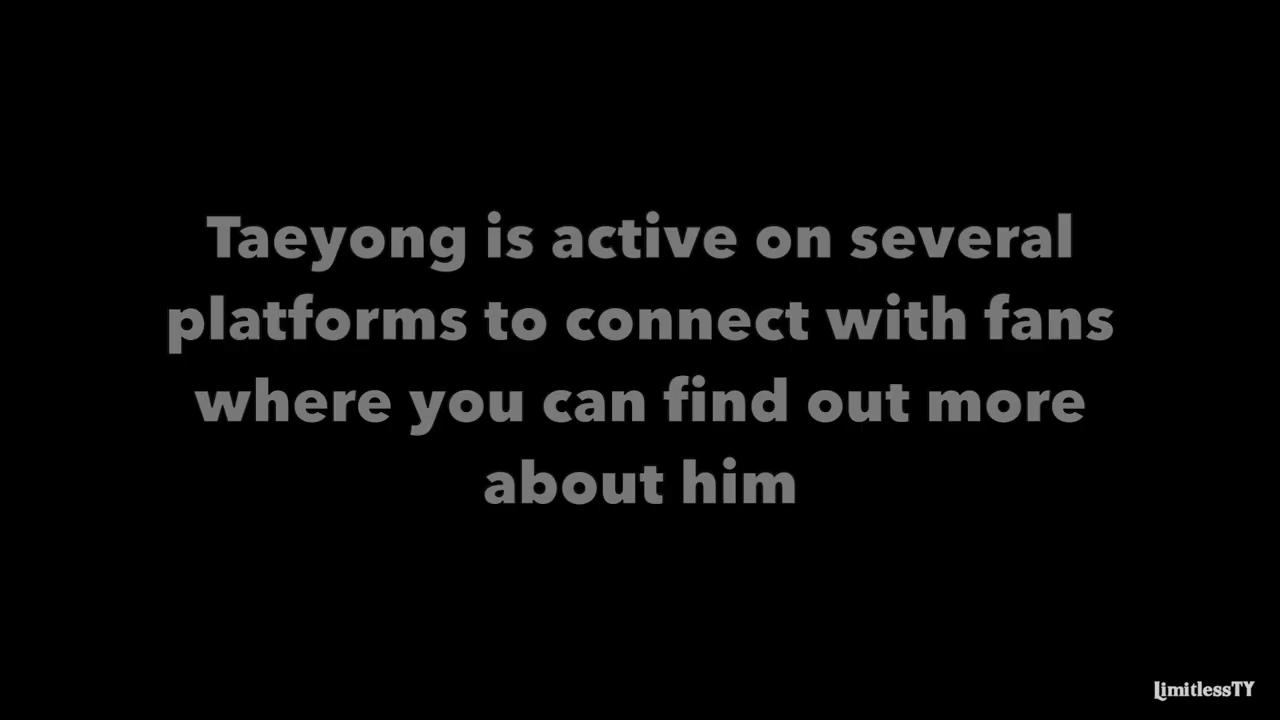 Taeyong is active on several
platforms to connect with fans
where you can find out more
about him
LimitlessTY